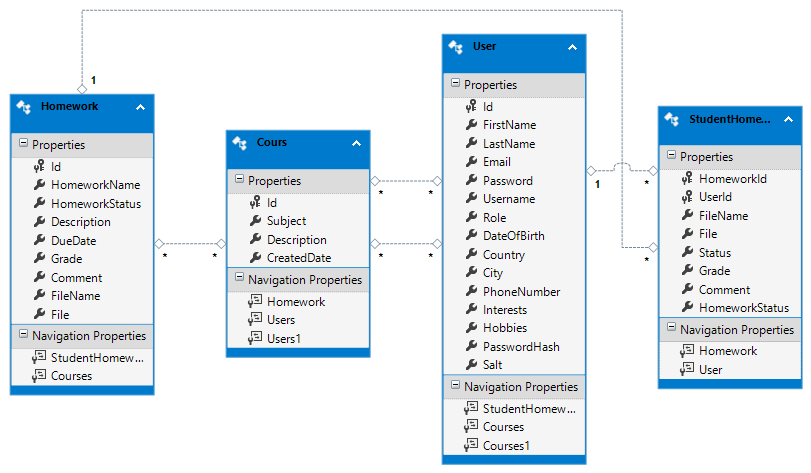 1
Homework
Properties
Id
HomeworkName
HomeworkStatus
Description
DueDate
Grade
Comment
FileName
File
Navigation Properties
StudentHomew...
Courses
*
*
Cours
Properties
Id
Subject
Description
CreatedDate
Navigation Properties
Homework
Users
Users1
*
*
*
*
User
Properties
Id
FirstName
LastName
Email
Password
Username
Role
DateOfBirth
Country
City
PhoneNumber
Interests
Hobbies
PasswordHash
Salt
Navigation Properties
StudentHomew...
Courses
Courses1
1
*
*
StudentHome...
Properties
HomeworkId
UserId
FileName
File
Status
Grade
Comment
HomeworkStatus
Navigation Properties
Homework
User